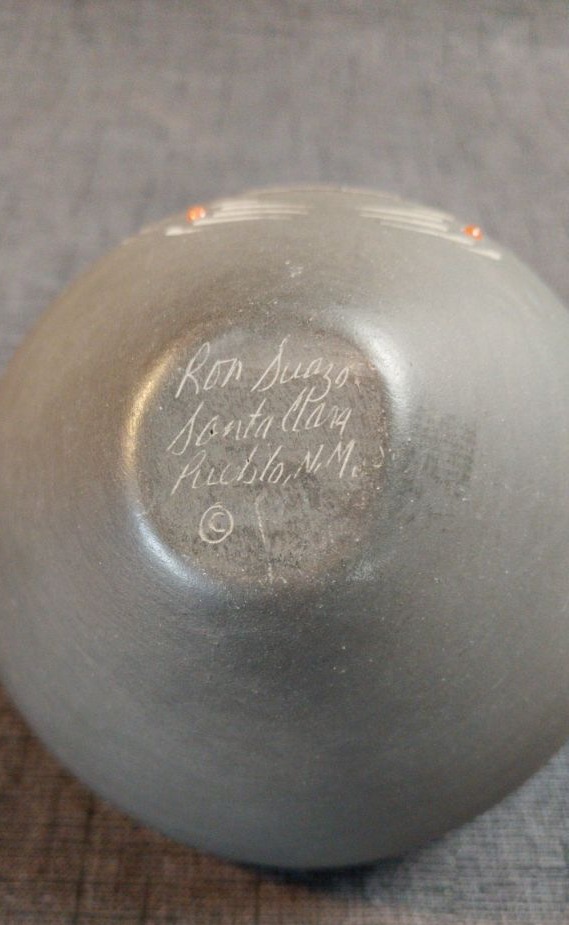 Ron Suazo
Santa Clara
Pueblo, N.M.
©